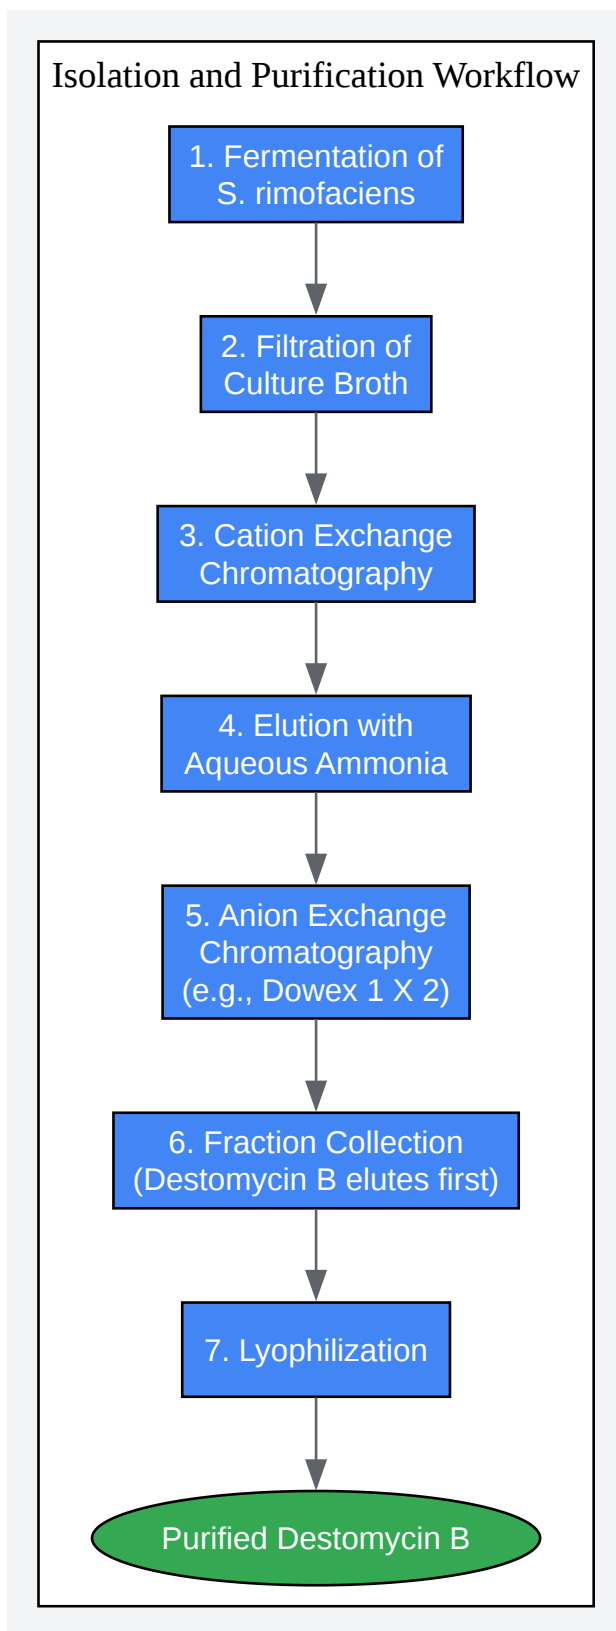 Isolation and Purification Workflow
1. Fermentation of
S. rimofaciens
2. Filtration of
Culture Broth
3. Cation Exchange
Chromatography
4. Elution with
Aqueous Ammonia
5. Anion Exchange
Chromatography
(e.g., Dowex 1 X 2)
6. Fraction Collection
(Destomycin B elutes first)
7. Lyophilization
Purified Destomycin B